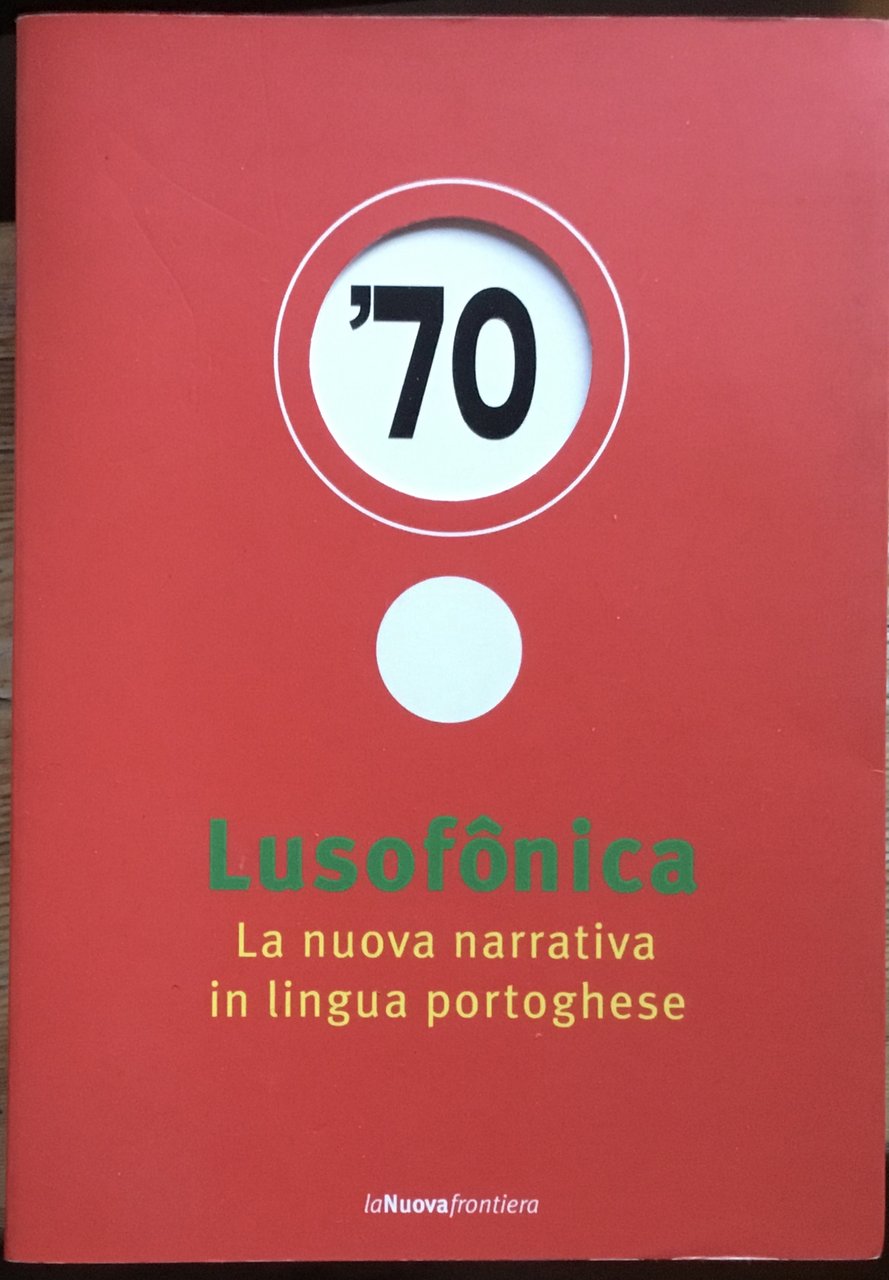 ’70
Lusofônica
La nuova narrativa
in lingua portoghese
laNuovafrontiera